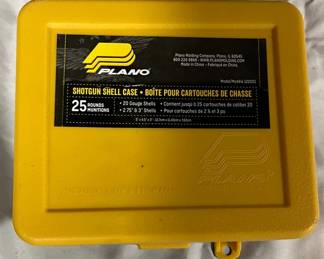 PLANO®
Plano Molding Company, Plano, IL 60545
800-226-9868 • WWW.PLANOMOLDING.COM
Made in China • Fabriqué en Chine
SHOTGUN SHELL CASE • BOÎTE POUR CARTOUCHES DE CHASSE
25 ROUNDS MUNITIONS
• 20 Gauge Shells
• 2.75" & 3" Shells
• Contient jusqu'à 25 cartouches de calibre 20
• Pour cartouches de 2 ¾ et 3 po
PLANO